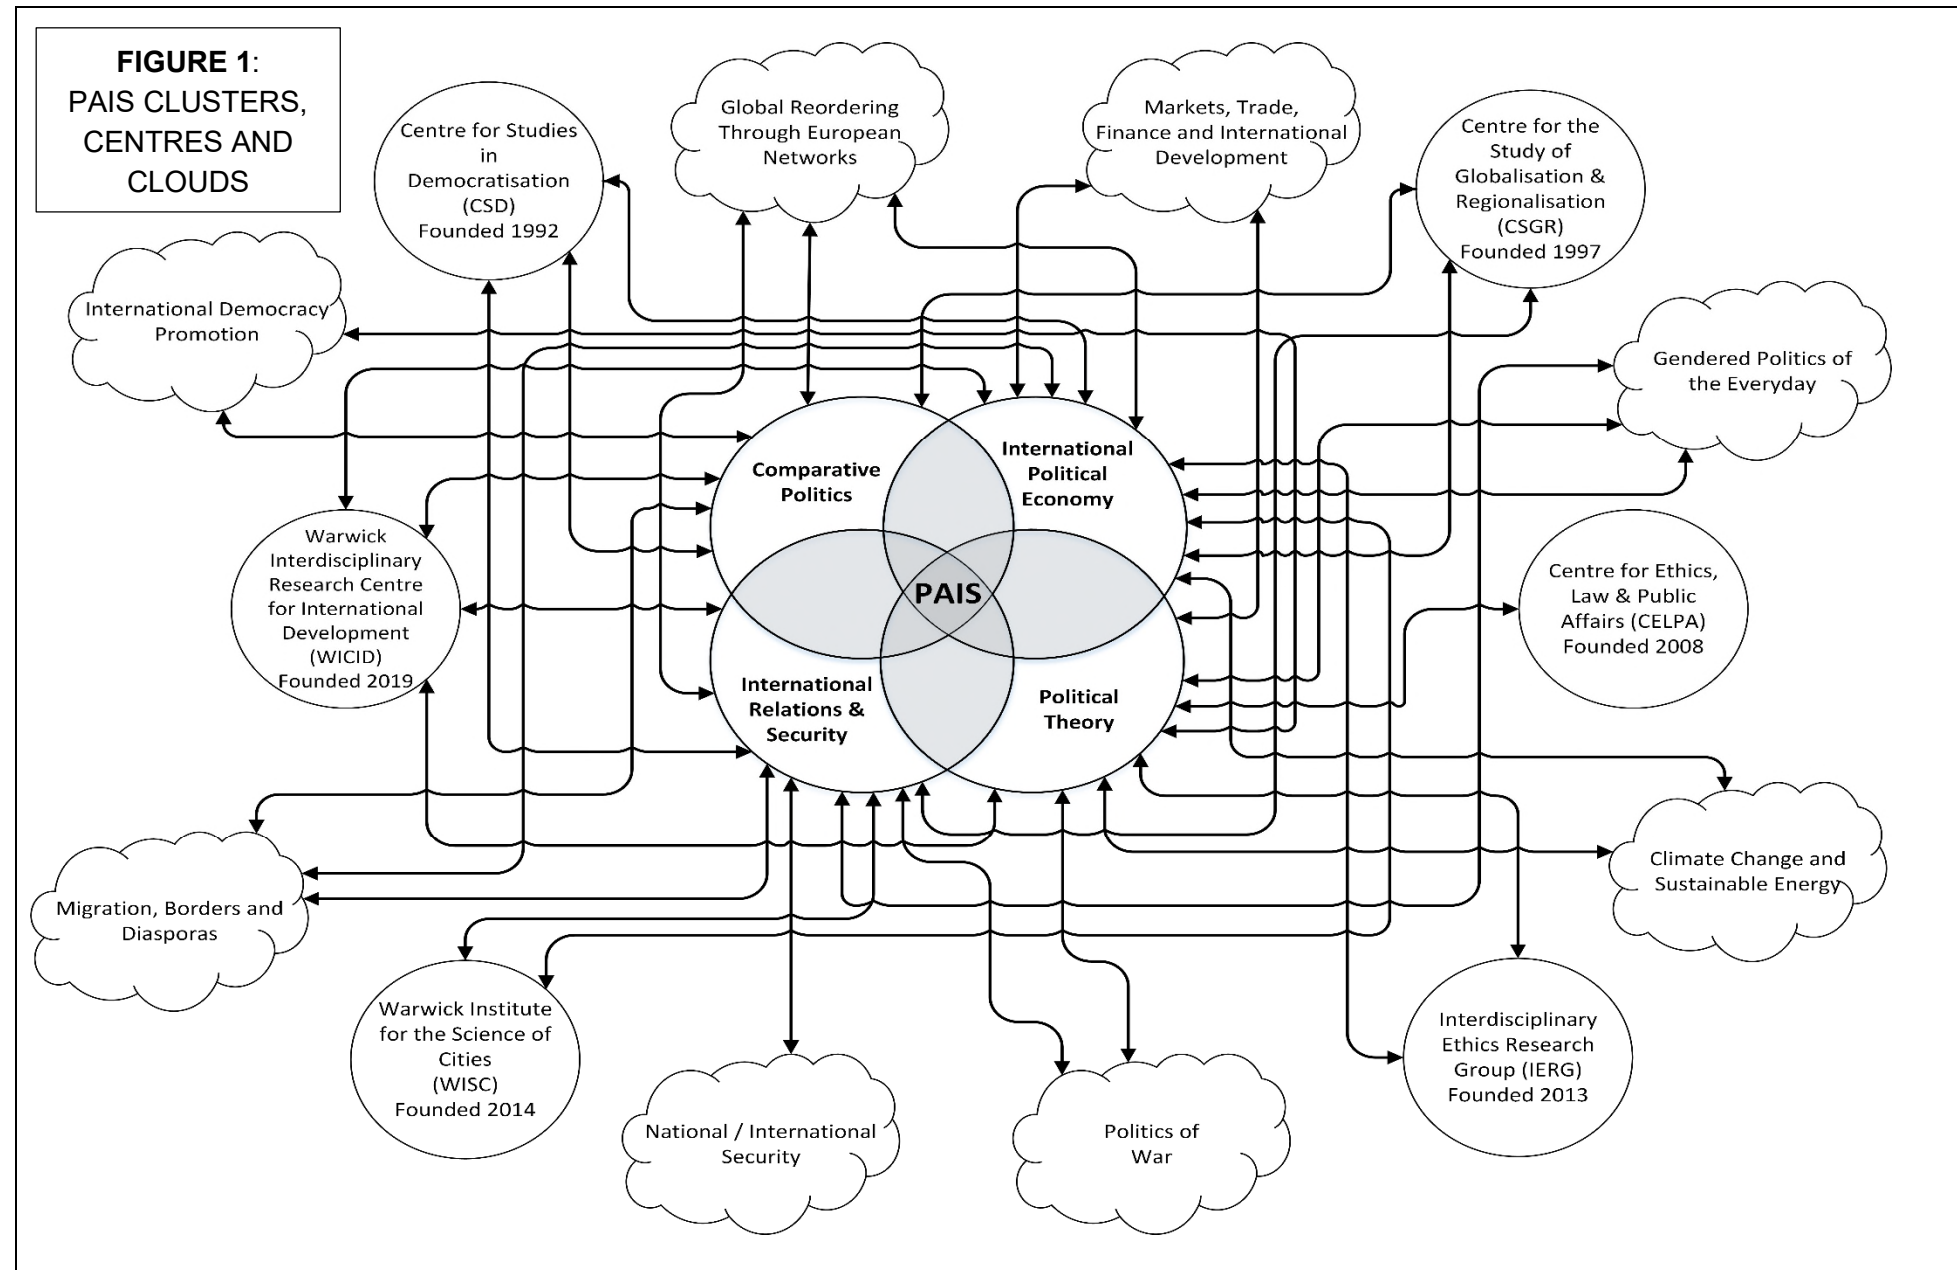 FIGURE 1:
PAIS CLUSTERS,
CENTRES AND
CLOUDS
Centre for Studies
in
Democratisation
(CSD)
Founded 1992
Global Reordering
Through European
Networks
Markets, Trade,
Finance and International
Development
Centre for the
Study of
Globalisation &
Regionalisation
(CSGR)
Founded 1997
International Democracy
Promotion
Gendered Politics of
the Everyday
Comparative
Politics
International
Political
Economy
PAIS
International
Relations &
Security
Political
Theory
Warwick
Interdisciplinary
Research Centre
for International
Development
(WICID)
Founded 2019
Centre for Ethics,
Law & Public
Affairs (CELPA)
Founded 2008
Migration, Borders and
Diasporas
Climate Change and
Sustainable Energy
Warwick Institute
for the Science of
Cities
(WISC)
Founded 2014
National / International
Security
Politics of
War
Interdisciplinary
Ethics Research
Group (IERG)
Founded 2013